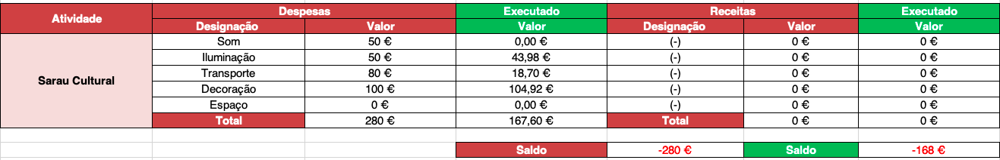 Atividade Despesas Executado Receitas Executado
Designação Valor Valor Designação Valor Valor
Sarau Cultural
Som 50 € 0,00 € (-) 0 € 0 €
Iluminação 50 € 43,98 € (-) 0 € 0 €
Transporte 80 € 18,70 € (-) 0 € 0 €
Decoração 100 € 104,92 € (-) 0 € 0 €
Espaço 0 € 0,00 € (-) 0 € 0 €
Total 280 € 167,60 € Total 0 € 0 €
Saldo -280 € Saldo -168 €